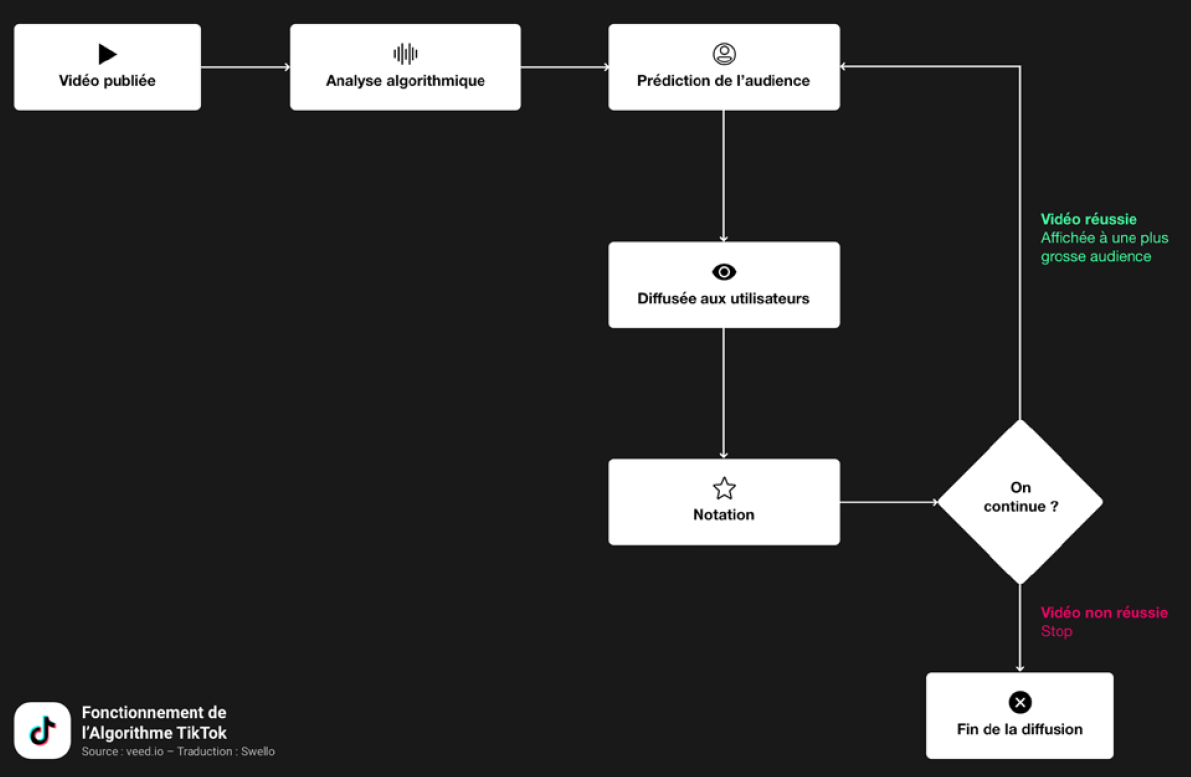 Vidéo publiée
Analyse algorithmique
Prédiction de l’audience
Vidéo réussie
Affichée à une plus
grosse audience
Diffusée aux utilisateurs
Notation
On
continue ?
Vidéo non réussie
Stop
Fin de la diffusion
Fonctionnement de
l’Algorithme TikTok
Source : veed.io – Traduction : Swello